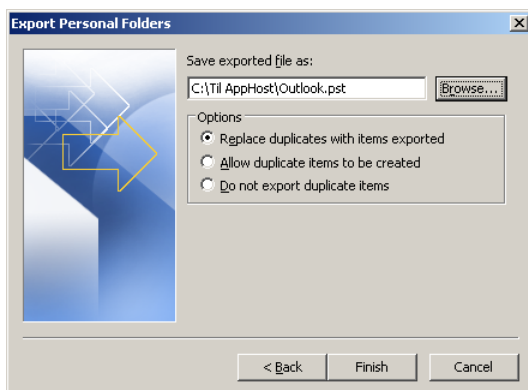 Export Personal Folders
Save exported file as:
C:\Til AppHost\Outlook.pst
Browse...
Options
Replace duplicates with items exported
Allow duplicate items to be created
Do not export duplicate items
< Back
Finish
Cancel